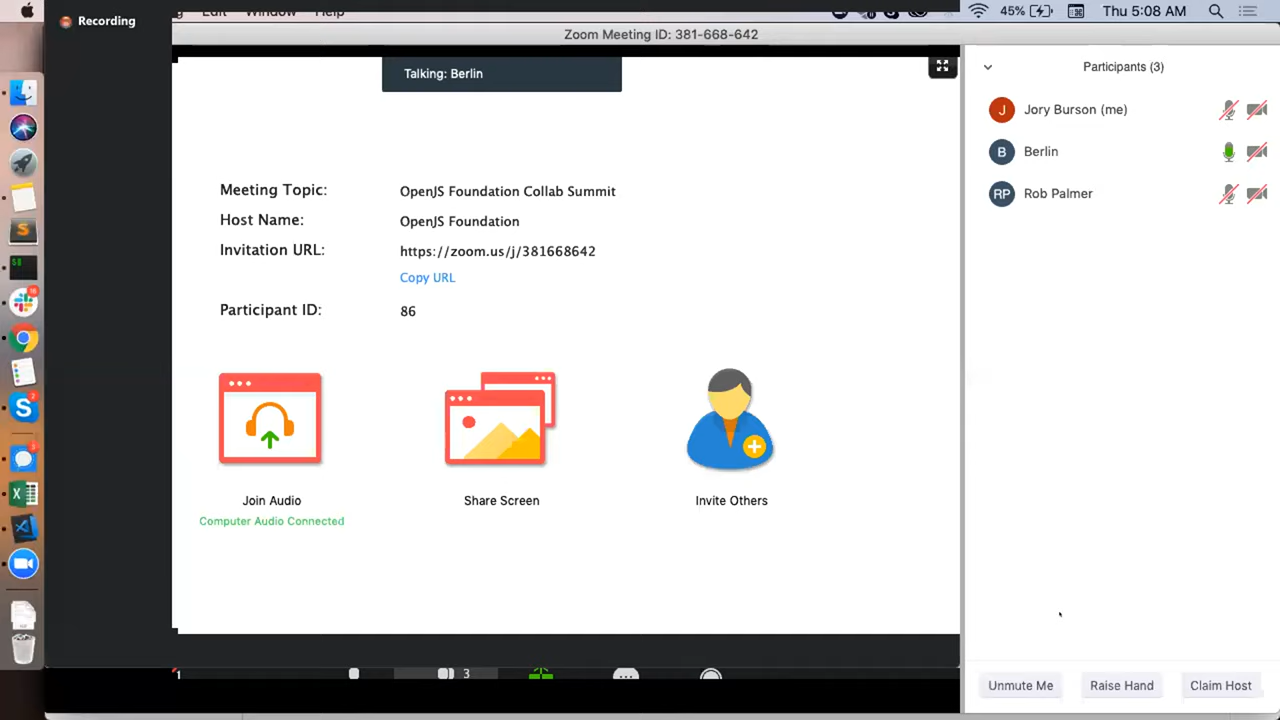 Edit Window Help
45% Thu 5:08 AM
Recording
Zoom Meeting ID: 381-668-642
Talking: Berlin
Participants (3)
J Jory Burson (me)
B Berlin
RP Rob Palmer
Meeting Topic: OpenJS Foundation Collab Summit
Host Name: OpenJS Foundation
Invitation URL: https://zoom.us/j/381668642
Copy URL
Participant ID: 86
Join Audio
Computer Audio Connected
Share Screen
Invite Others
3
Unmute Me Raise Hand Claim Host